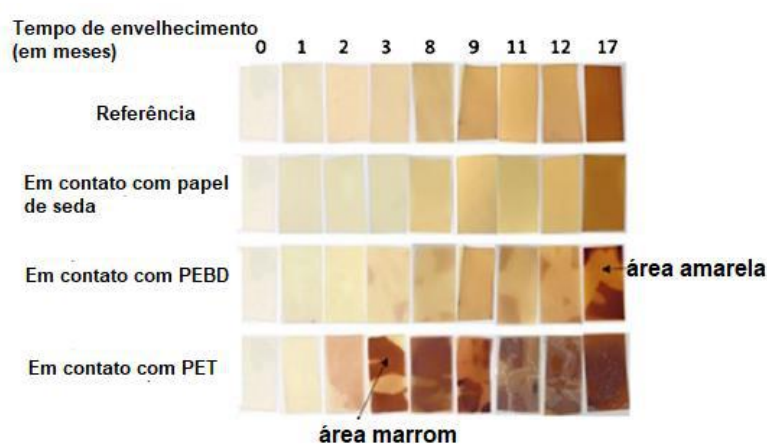 Tempo de envelhecimento
(em meses)
0 1 2 3 8 9 11 12 17
Referência
Em contato com papel
de seda
Em contato com PEBD
área amarela
Em contato com PET
área marrom